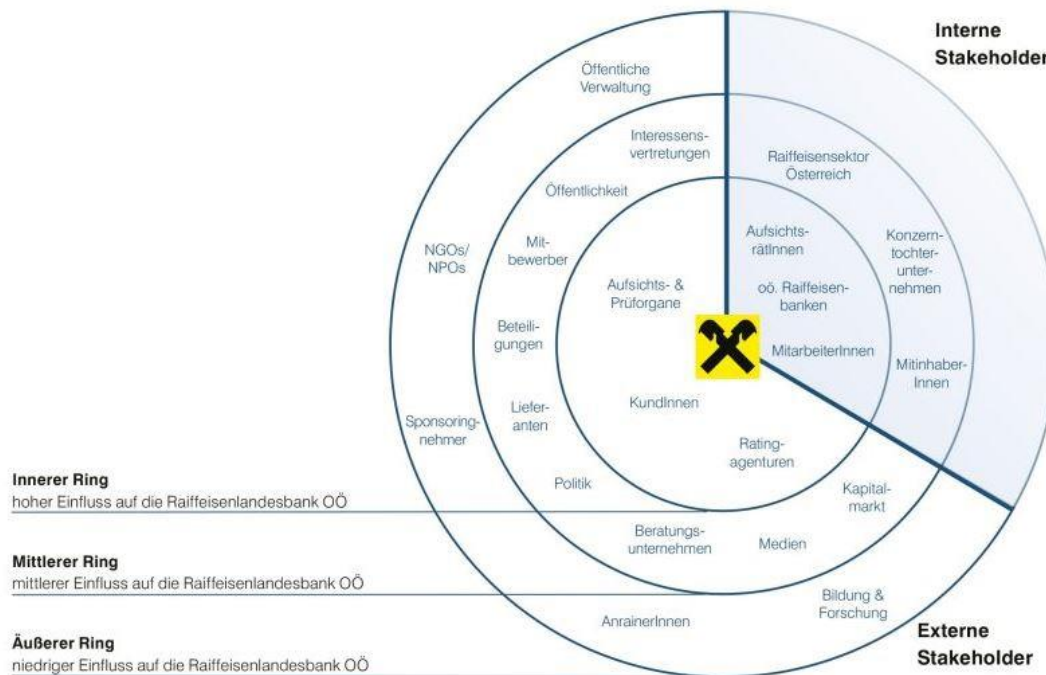 Interne
Stakeholder
Öffentliche
Verwaltung
Interessens-
vertretungen
Raiffeisensektor
Österreich
Öffentlichkeit
Aufsichts-
rätInnen
Konzern-
tochter-
unter-
nehmen
NGOs/
NPOs
Mit-
bewerber
Aufsichts- &
Prüforgane
oö. Raiffeisen-
banken
Beteili-
gungen
MitarbeiterInnen
Mitinhaber-
Innen
KundInnen
Liefer-
anten
Sponsoring-
nehmer
Rating-
agenturen
Innerer Ring
hoher Einfluss auf die Raiffeisenlandesbank OÖ
Politik
Kapital-
markt
Beratungs-
unternehmen
Medien
Mittlerer Ring
mittlerer Einfluss auf die Raiffeisenlandesbank OÖ
Bildung &
Forschung
AnrainerInnen
Externe
Stakeholder
Äußerer Ring
niedriger Einfluss auf die Raiffeisenlandesbank OÖ